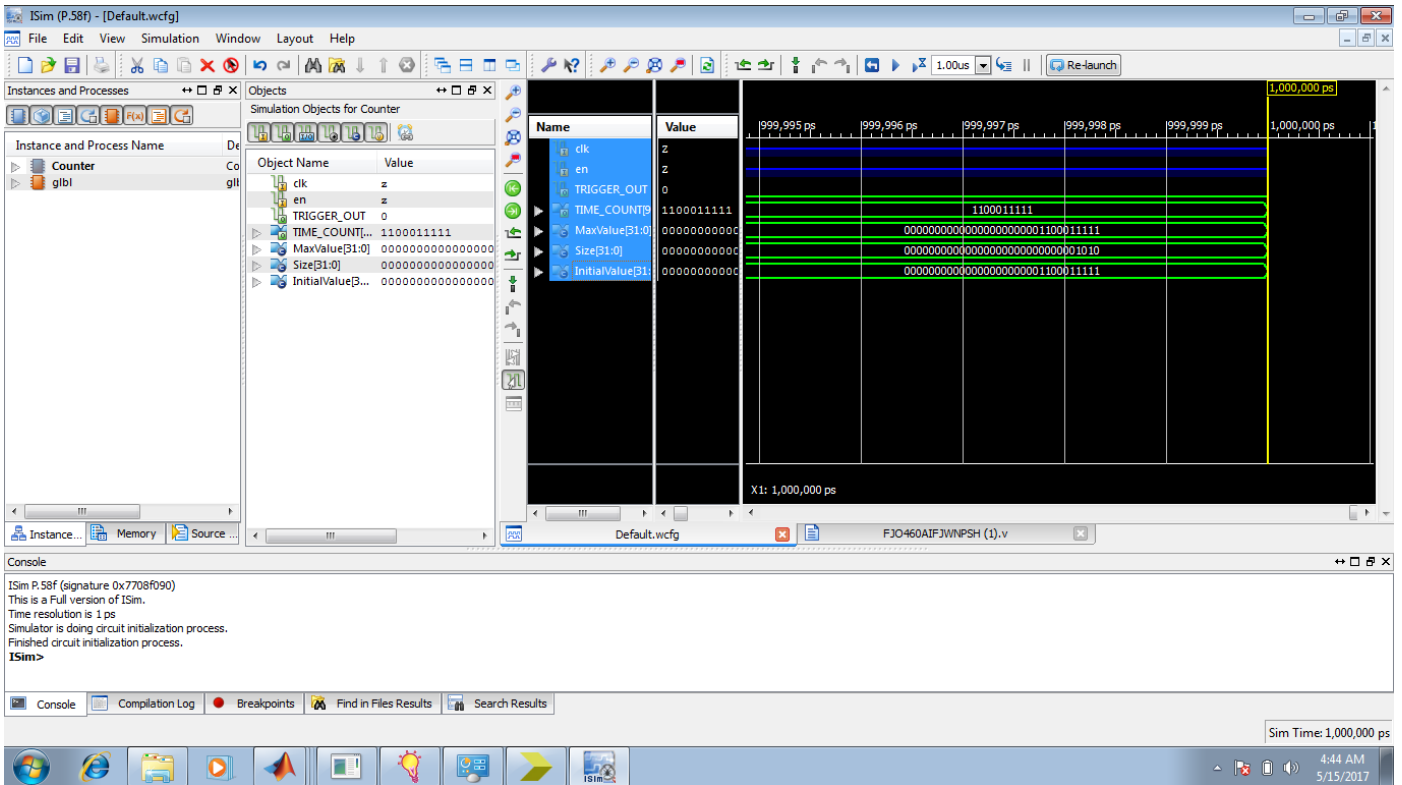 ISim (P.58f) - [Default.wcfg]
File Edit View Simulation Window Layout Help
1.00us Re-launch
Instances and Processes
Instance and Process Name De
Counter Co
glbl glt
Instance... Memory Source ...
Objects
Simulation Objects for Counter
Object Name Value
clk z
en z
TRIGGER_OUT 0
TIME_COUNT[... 1100011111
MaxValue[31:0] 0000000000000000
Size[31:0] 0000000000000000
InitialValue[3... 0000000000000000
1,000,000 ps
Name Value 999,995 ps 999,996 ps 999,997 ps 999,998 ps 999,999 ps 1,000,000 ps
clk z
en z
TRIGGER_OUT 0
TIME_COUNT[9 1100011111 1100011111
MaxValue[31:0] 00000000000 00000000000000000000001100011111
Size[31:0] 00000000000 00000000000000000000000000001010
InitialValue[31: 00000000000 00000000000000000000001100011111
X1: 1,000,000 ps
Default.wcfg FJO460AIFJWNPSH (1).v
Console
ISim P.58f (signature 0x7708f090)
This is a Full version of ISim.
Time resolution is 1 ps
Simulator is doing circuit initialization process.
Finished circuit initialization process.
ISim>
Console Compilation Log Breakpoints Find in Files Results Search Results
Sim Time: 1,000,000 ps
ISim
4:44 AM
5/15/2017